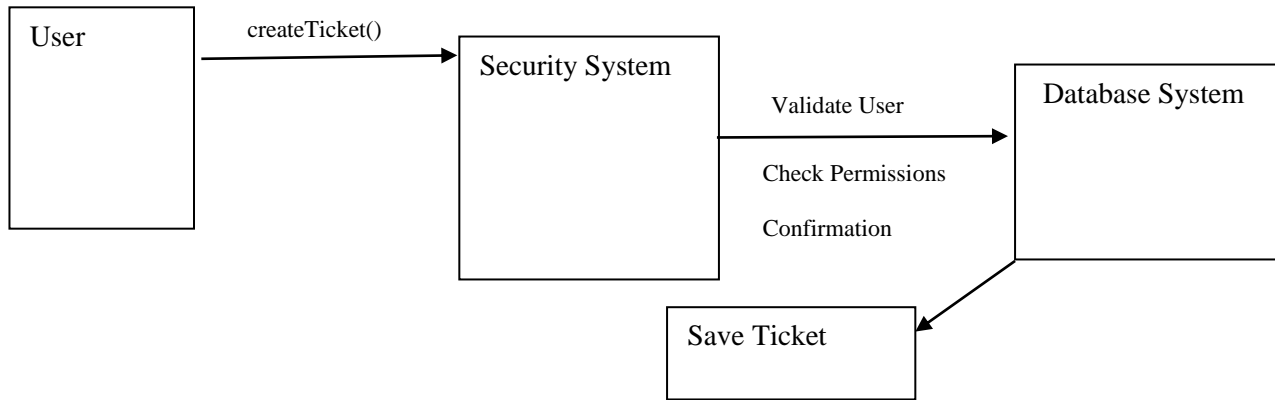 User
createTicket()
Security System
Validate User
Check Permissions
Confirmation
Database System
Save Ticket